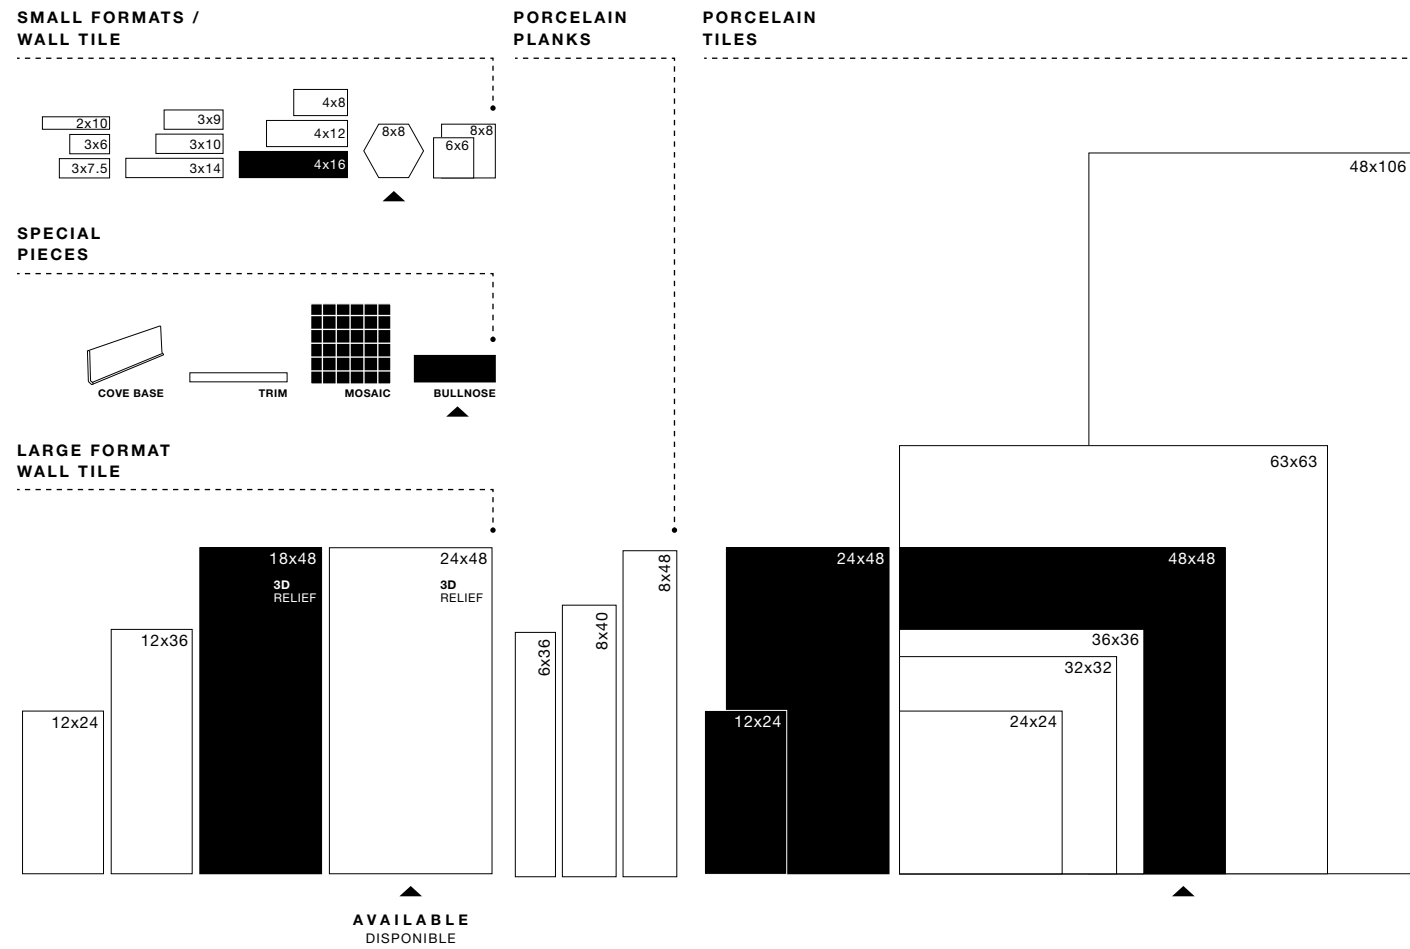 SMALL FORMATS /
WALL TILE
2x10
3x6
3x7.5
3x9
3x10
3x14
4x8
4x12
4x16
8x8
8x8
6x6
SPECIAL
PIECES
COVE BASE
TRIM
MOSAIC
BULLNOSE
LARGE FORMAT
WALL TILE
12x24
12x36
18x48
3D
RELIEF
24x48
3D
RELIEF
AVAILABLE
DISPONIBLE
PORCELAIN
PLANKS
6x36
8x40
8x48
PORCELAIN
TILES
12x24
24x48
48x106
63x63
48x48
36x36
32x32
24x24